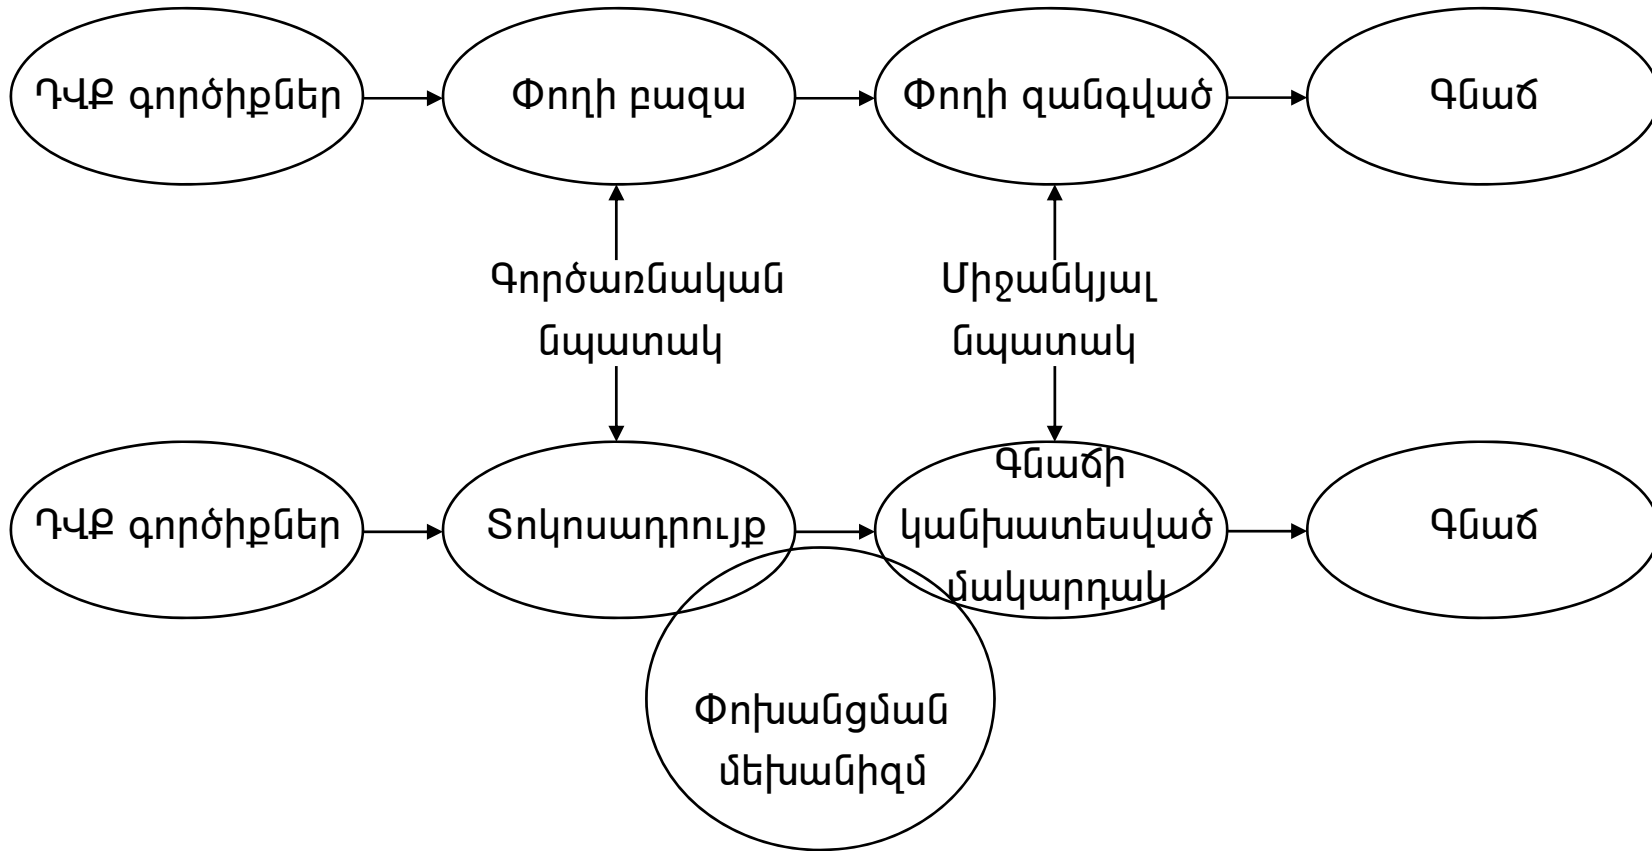 ԴՎՔ գործիքներ
Փողի բազա
Փողի զանգված
Գնաճ
Գործառնական
նպատակ
Միջանկյալ
նպատակ
ԴՎՔ գործիքներ
Տոկոսադրույք
Գնաճի
կանխատեսված
մակարդակ
Գնաճ
Փոխանցման
մեխանիզմ